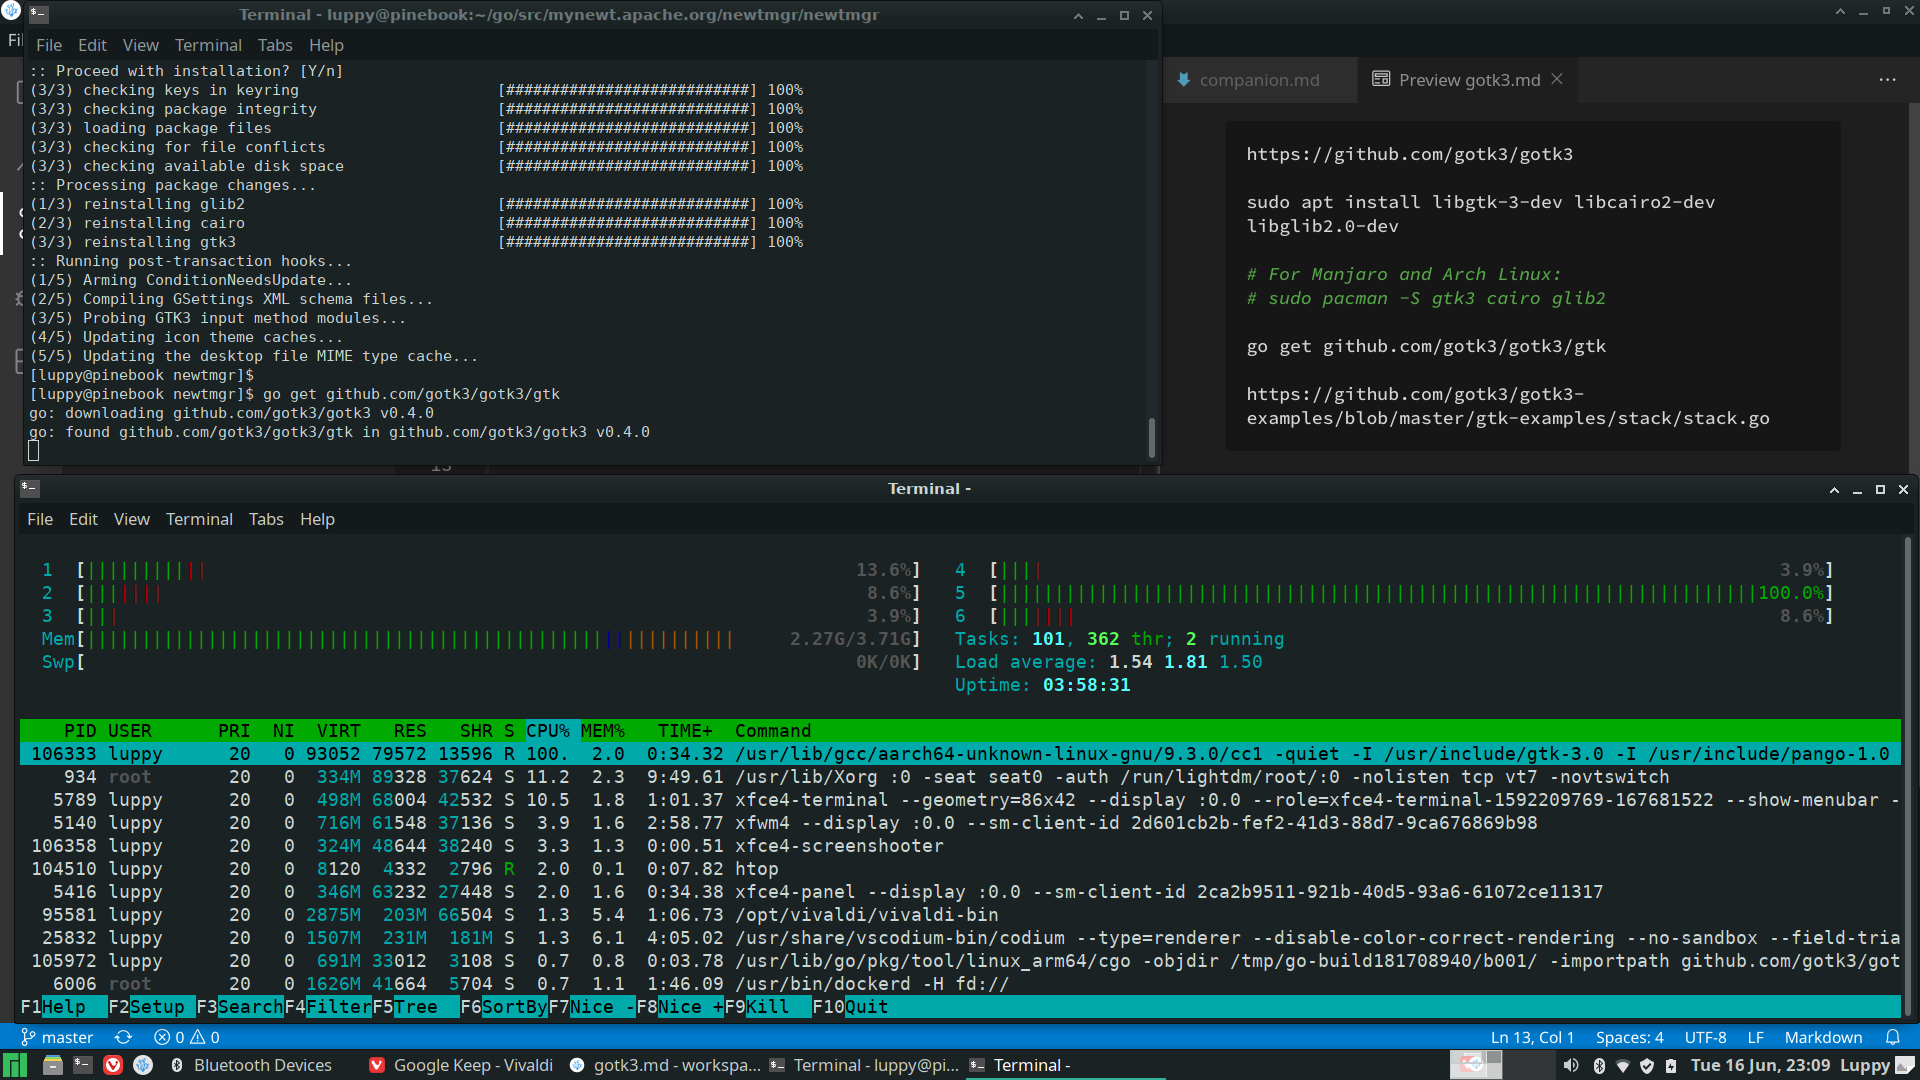 Terminal - luppy@pinebook:~/go/src/mynewt.apache.org/newtmgr/newtmgr
File Edit View Terminal Tabs Help
:: Proceed with installation? [Y/n]
(3/3) checking keys in keyring [###########################] 100%
(3/3) checking package integrity [###########################] 100%
(3/3) loading package files [###########################] 100%
(3/3) checking for file conflicts [###########################] 100%
(3/3) checking available disk space [###########################] 100%
:: Processing package changes...
(1/3) reinstalling glib2 [###########################] 100%
(2/3) reinstalling cairo [###########################] 100%
(3/3) reinstalling gtk3 [###########################] 100%
:: Running post-transaction hooks...
(1/5) Arming ConditionNeedsUpdate...
(2/5) Compiling GSettings XML schema files...
(3/5) Probing GTK3 input method modules...
(4/5) Updating icon theme caches...
(5/5) Updating the desktop file MIME type cache...
[luppy@pinebook newtmgr]$
[luppy@pinebook newtmgr]$ go get github.com/gotk3/gotk3/gtk
go: downloading github.com/gotk3/gotk3 v0.4.0
go: found github.com/gotk3/gotk3/gtk in github.com/gotk3/gotk3 v0.4.0
companion.md Preview gotk3.md
https://github.com/gotk3/gotk3
sudo apt install libgtk-3-dev libcairo2-dev
libglib2.0-dev
# For Manjaro and Arch Linux:
# sudo pacman -S gtk3 cairo glib2
go get github.com/gotk3/gotk3/gtk
https://github.com/gotk3/gotk3-
examples/blob/master/gtk-examples/stack/stack.go
Terminal -
File Edit View Terminal Tabs Help
1 [||||||||||| 13.6%] 4 [|||| 3.9%]
2 [||||||| 8.6%] 5 [||||||||||||||||||||||||||||||||||||||||||||||||||||||||||||||||||||||100.0%]
3 [||| 3.9%] 6 [||||||| 8.6%]
Mem[||||||||||||||||||||||||||||||||||||||||||||||||||||||||||| 2.27G/3.71G] Tasks: 101, 362 thr; 2 running
Swp[ 0K/0K] Load average: 1.54 1.81 1.50
Uptime: 03:58:31
PID USER PRI NI VIRT RES SHR S CPU% MEM% TIME+ Command
106333 luppy 20 0 93052 79572 13596 R 100. 2.0 0:34.32 /usr/lib/gcc/aarch64-unknown-linux-gnu/9.3.0/cc1 -quiet -I /usr/include/gtk-3.0 -I /usr/include/pango-1.0
934 root 20 0 334M 89328 37624 S 11.2 2.3 9:49.61 /usr/lib/Xorg :0 -seat seat0 -auth /run/lightdm/root/:0 -nolisten tcp vt7 -novtswitch
5789 luppy 20 0 498M 68004 42532 S 10.5 1.8 1:01.37 xfce4-terminal --geometry=86x42 --display :0.0 --role=xfce4-terminal-1592209769-167681522 --show-menubar -
5140 luppy 20 0 716M 61548 37136 S 3.9 1.6 2:58.77 xfwm4 --display :0.0 --sm-client-id 2d601cb2b-fef2-41d3-88d7-9ca676869b98
106358 luppy 20 0 324M 48644 38240 S 3.3 1.3 0:00.51 xfce4-screenshooter
104510 luppy 20 0 8120 4332 2796 R 2.0 0.1 0:07.82 htop
5416 luppy 20 0 346M 63232 27448 S 2.0 1.6 0:34.38 xfce4-panel --display :0.0 --sm-client-id 2ca2b9511-921b-40d5-93a6-61072ce11317
95581 luppy 20 0 2875M 203M 66504 S 1.3 5.4 1:06.73 /opt/vivaldi/vivaldi-bin
25832 luppy 20 0 1507M 231M 181M S 1.3 6.1 4:05.02 /usr/share/vscodium-bin/codium --type=renderer --disable-color-correct-rendering --no-sandbox --field-tria
105972 luppy 20 0 691M 33012 3108 S 0.7 0.8 0:03.78 /usr/lib/go/pkg/tool/linux_arm64/cgo -objdir /tmp/go-build181708940/b001/ -importpath github.com/gotk3/got
6006 root 20 0 1626M 41664 5704 S 0.7 1.1 1:46.09 /usr/bin/dockerd -H fd://
F1Help F2Setup F3SearchF4FilterF5Tree F6SortByF7Nice -F8Nice +F9Kill F10Quit
master 0 0 Ln 13, Col 1 Spaces: 4 UTF-8 LF Markdown
Bluetooth Devices Google Keep - Vivaldi gotk3.md - workspa... Terminal - luppy@pi... Terminal - Tue 16 Jun, 23:09 Luppy